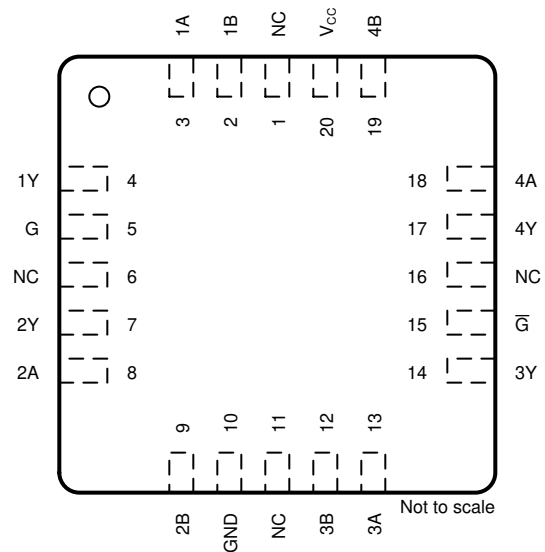 1A 1B NC VCC 4B
3 2 1 20 19
1Y 4 18 4A
G 5 17 4Y
NC 6 16 NC
2Y 7 15 G̅
2A 8 14 3Y
9 10 11 12 13
Not to scale
2B GND NC 3B 3A